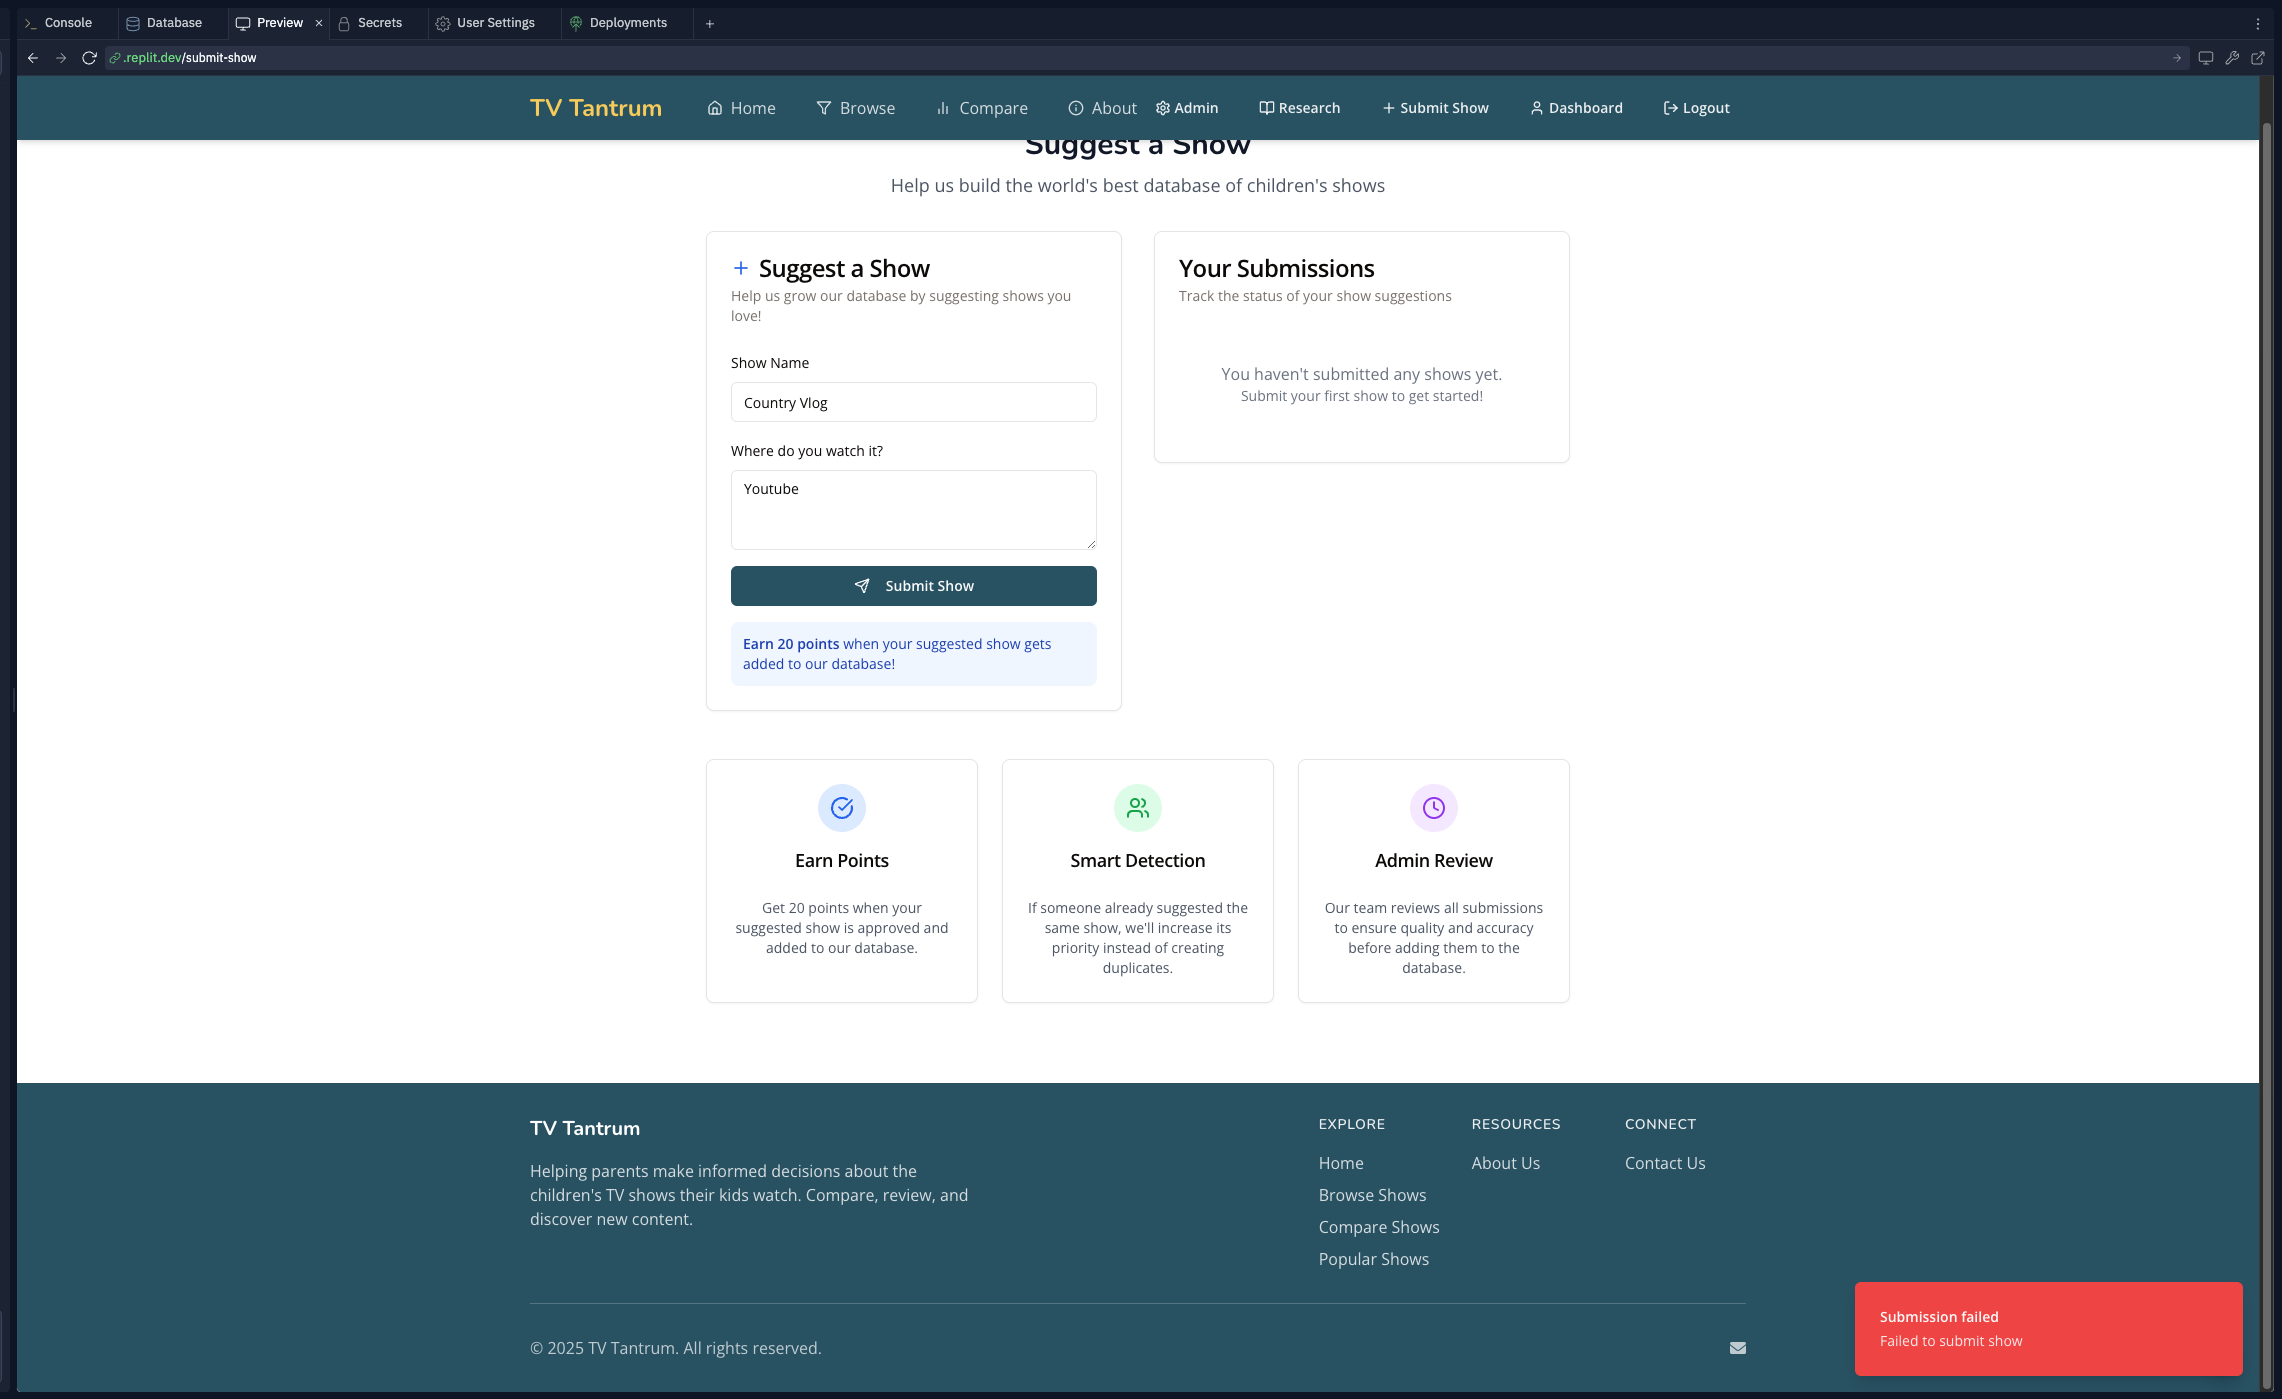 Console
Database
Preview
Secrets
User Settings
Deployments
.replit.dev/submit-show
TV Tantrum
Home
Browse
Compare
About
Admin
Research
Submit Show
Dashboard
Logout
Suggest a Show
Help us build the world's best database of children's shows
Suggest a Show
Help us grow our database by suggesting shows you
love!
Show Name
Country Vlog
Where do you watch it?
Youtube
Submit Show
Earn 20 points when your suggested show gets
added to our database!
Your Submissions
Track the status of your show suggestions
You haven't submitted any shows yet.
Submit your first show to get started!
Earn Points
Get 20 points when your
suggested show is approved and
added to our database.
Smart Detection
If someone already suggested the
same show, we'll increase its
priority instead of creating
duplicates.
Admin Review
Our team reviews all submissions
to ensure quality and accuracy
before adding them to the
database.
TV Tantrum
Helping parents make informed decisions about the
children's TV shows their kids watch. Compare, review, and
discover new content.
EXPLORE
Home
Browse Shows
Compare Shows
Popular Shows
RESOURCES
About Us
CONNECT
Contact Us
© 2025 TV Tantrum. All rights reserved.
Submission failed
Failed to submit show